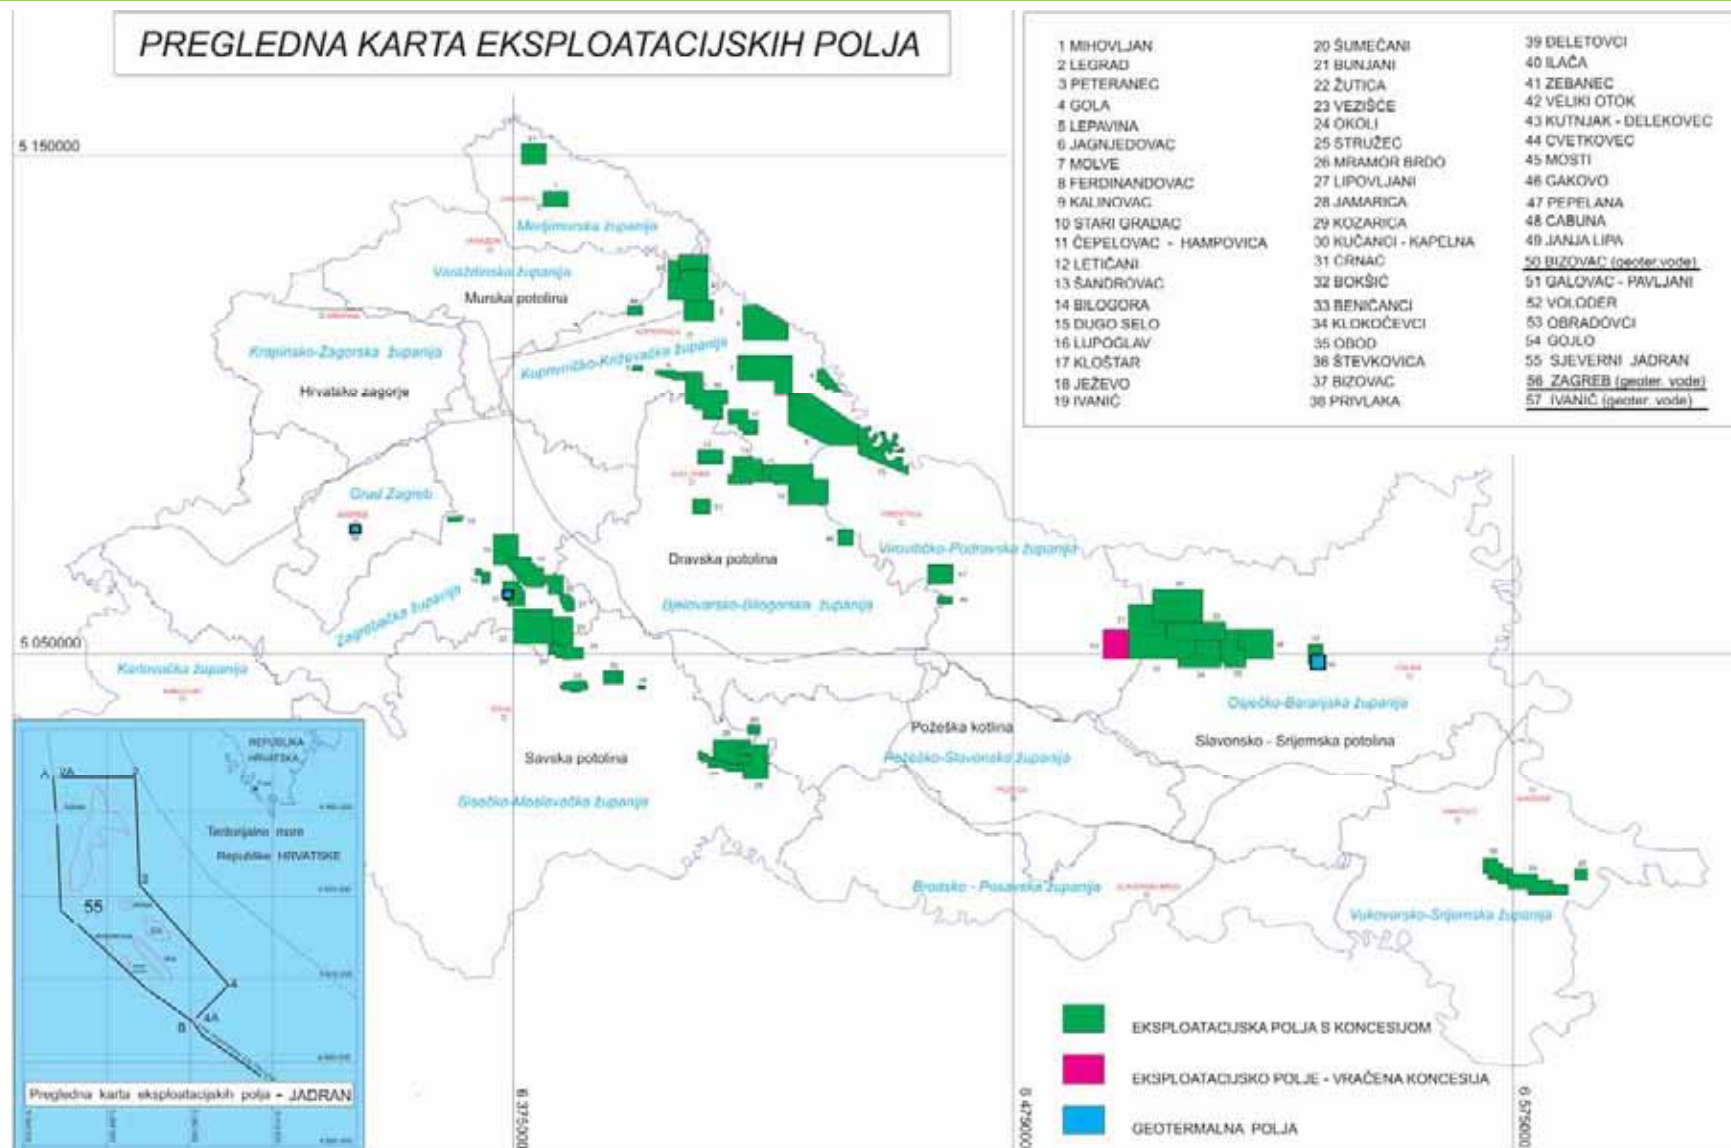 PREGLEDNA KARTA EKSPLOATACIJSKIH POLJA
1 MIHOVLJAN
2 LEGRAD
3 PETERANEC
4 GOLA
5 LEPAVINA
6 JAGNJEDOVAC
7 MOLVE
8 FERDINANDOVAC
9 KALINOVAC
10 STARI GRADAC
11 ČEPELOVAC - HAMPOVICA
12 LETIČANI
13 ŠANDROVAC
14 BILOGORA
15 DUGO SELO
16 LUPOGLAV
17 KLOŠTAR
18 JEŽEVO
19 IVANIĆ
20 ŠUMEČANI
21 BUNJANI
22 ŽUTICA
23 VEZIŠĆE
24 OKOLI
25 STRUŽEC
26 MRAMOR BRDO
27 LIPOVLJANI
28 JAMARICA
29 KOZARICA
30 KUČANCI - KAPELNA
31 CRNAC
32 BOKŠIĆ
33 BENIČANCI
34 KLOKOČEVCI
35 OBOD
36 ŠTEVKOVICA
37 BIZOVAC
38 PRIVLAKA
39 ĐELETOVCI
40 ILAČA
41 ZEBANEC
42 VELIKI OTOK
43 KUTNJAK - ĐELEKOVEC
44 CVETKOVEC
45 MOSTI
46 GAKOVO
47 PEPELANA
48 CABUNA
49 JANJA LIPA
50 BIZOVAC (geoter.vode)
51 GALOVAC - PAVLJANI
52 VOLODER
53 OBRADOVCI
54 GOJLO
55 SJEVERNI JADRAN
56 ZAGREB (geoter. vode)
57 IVANIĆ (geoter. vode)
5 150000
Međimurska županija
Varaždinska županija
Murska potolina
Krapinsko-Zagorska županija
Koprivničko-Križevačka županija
Hrvatsko zagorje
Grad Zagreb
Dravska potolina
Virovitičko-Podravska županija
Zagrebačka županija
Bjelovarsko-Bilogorska županija
5 050000
Karlovačka županija
Osječko-Baranjska županija
Požeška kotlina
Slavonsko - Srijemska potolina
Savska potolina
Požeško-Slavonska županija
Sisačko-Moslavačka županija
Brodsko - Posavska županija
Vukovarsko-Srijemska županija
REPUBLIKA
HRVATSKA
A
2A
2
Teritorijalno more
Republike HRVATSKE
3
55
4
4A
B
Pregledna karta eksploatacijskih polja - JADRAN
6 375000
6 475000
6 575000
EKSPLOATACIJSKA POLJA S KONCESIJOM
EKSPLOATACIJSKO POLJE - VRAČENA KONCESIJA
GEOTERMALNA POLJA